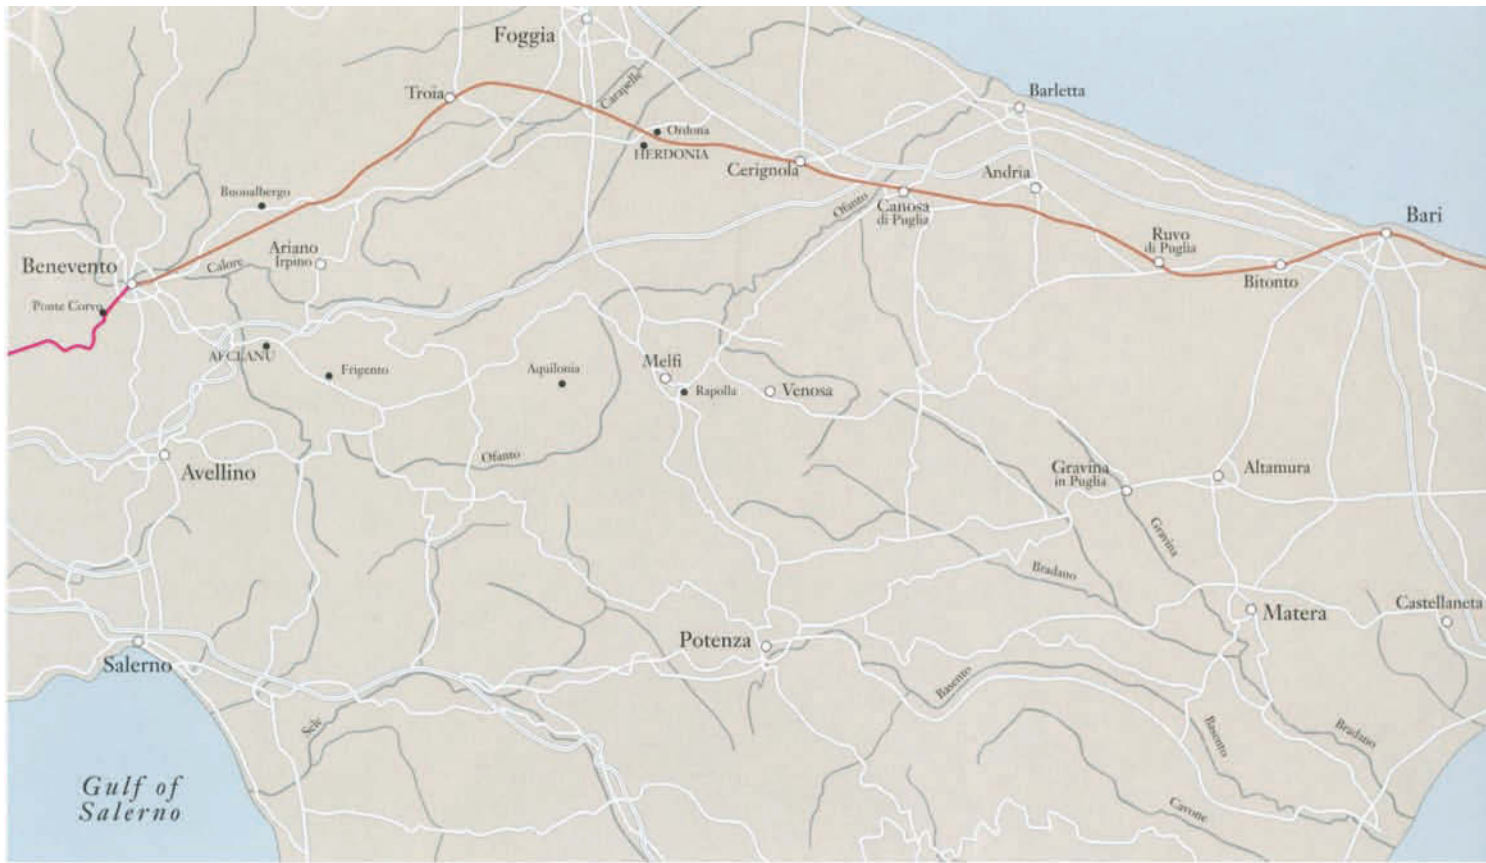 Foggia
Troia
Carapelle
Barletta
Ordona
HERDONIA
Cerignola
Andria
Buonalbergo
Ofanto
Canosa
di Puglia
Bari
Ruvo
di Puglia
Ariano
Irpino
Benevento
Calore
Bitonto
Ponte Corvo
AECLANU
Frigento
Aquilonia
Melfi
Rapolla
Venosa
Ofanto
Avellino
Gravina
in Puglia
Altamura
Gravina
Bradano
Matera
Castellaneta
Potenza
Salerno
Basento
Sele
Basento
Bradano
Gulf of
Salerno
Cavone